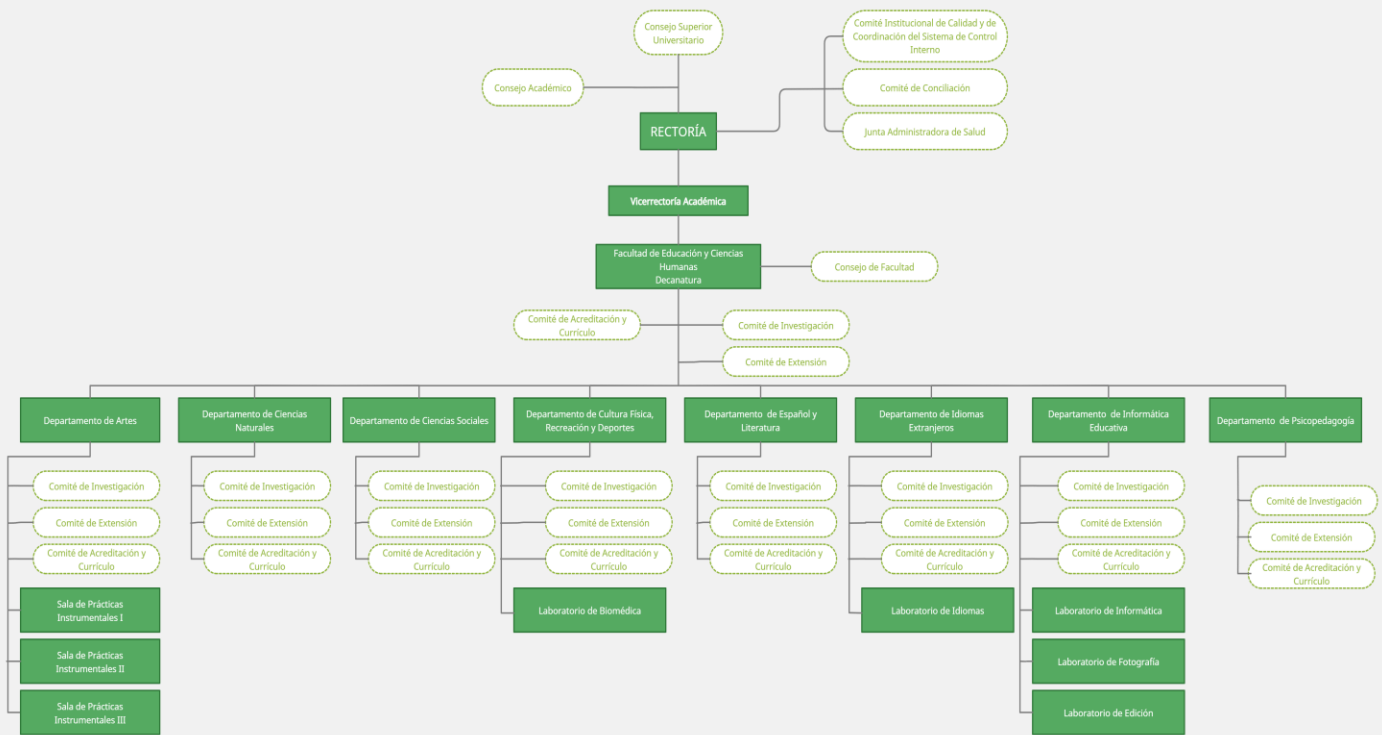 Consejo Superior
Universitario
Comité Institucional de Calidad y de
Coordinación del Sistema de Control
Interno
Consejo Académico
Comité de Conciliación
RECTORÍA
Junta Administradora de Salud
Vicerrectoría Académica
Facultad de Educación y Ciencias
Humanas
Decanatura
Consejo de Facultad
Comité de Acreditación y
Currículo
Comité de Investigación
Comité de Extensión
Departamento de Artes
Departamento de Ciencias
Naturales
Departamento de Ciencias Sociales
Departamento de Cultura Física,
Recreación y Deportes
Departamento de Español y
Literatura
Departamento de Idiomas
Extranjeros
Departamento de Informática
Educativa
Departamento de Psicopedagogía
Comité de Investigación
Comité de Extensión
Comité de Acreditación y
Currículo
Sala de Prácticas
Instrumentales I
Sala de Prácticas
Instrumentales II
Sala de Prácticas
Instrumentales III
Comité de Investigación
Comité de Extensión
Comité de Acreditación y
Currículo
Comité de Investigación
Comité de Extensión
Comité de Acreditación y
Currículo
Comité de Investigación
Comité de Extensión
Comité de Acreditación y
Currículo
Laboratorio de Biomédica
Comité de Investigación
Comité de Extensión
Comité de Acreditación y
Currículo
Comité de Investigación
Comité de Extensión
Comité de Acreditación y
Currículo
Laboratorio de Idiomas
Comité de Investigación
Comité de Extensión
Comité de Acreditación y
Currículo
Laboratorio de Informática
Laboratorio de Fotografía
Laboratorio de Edición
Comité de Investigación
Comité de Extensión
Comité de Acreditación y
Currículo